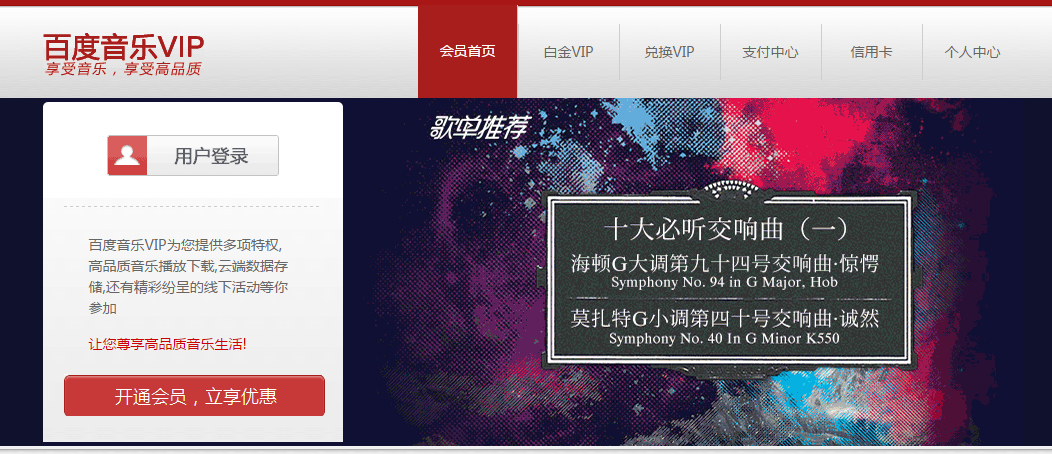 百度音乐VIP
享受音乐，享受高品质
会员首页
白金VIP
兑换VIP
支付中心
信用卡
个人中心
用户登录
百度音乐VIP为您提供多项特权,
高品质音乐播放下载,云端数据存
储,还有精彩纷呈的线下活动等你
参加
让您尊享高品质音乐生活!
开通会员，立享优惠
歌单推荐
十大必听交响曲（一）
海顿G大调第九十四号交响曲·惊愕
Symphony No. 94 in G Major, Hob
莫扎特G小调第四十号交响曲·诚然
Symphony No. 40 In G Minor K550